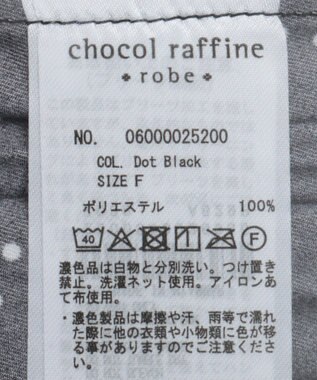 chocol raffine
robe
NO. 06000025200
COL. Dot Black
SIZE F
ポリエステル 100%
40 F
濃色品は白物と分別洗い。つけ置き
禁止。洗濯ネット使用。アイロンあ
て布使用。
・濃色製品は摩擦や汗、雨等で濡れ
た際に他の衣類や小物類に色が移
る事がありますのでご注意くださ
い。